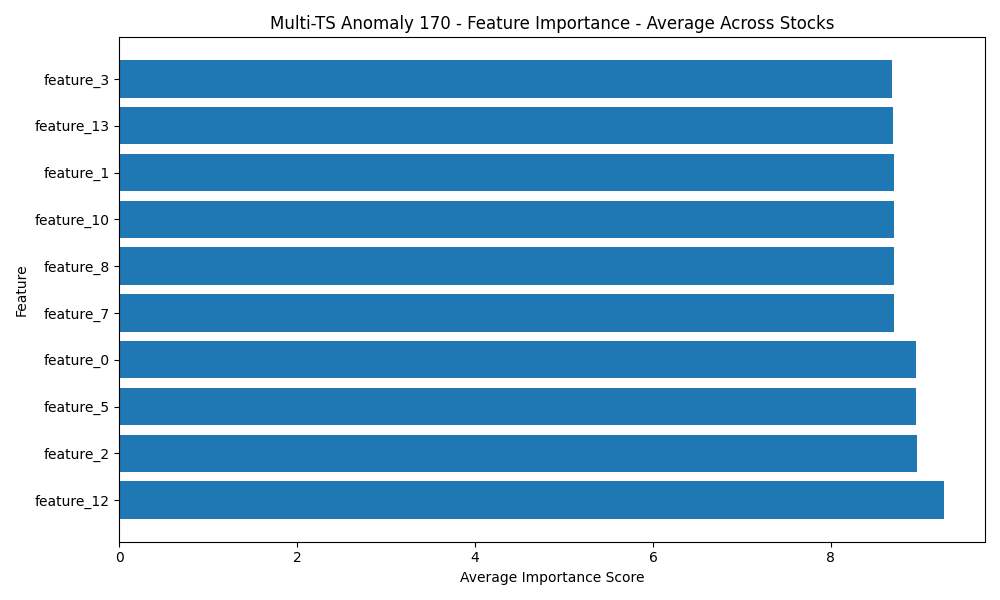 Multi-TS Anomaly 170 - Feature Importance - Average Across Stocks
feature_3
feature_13
feature_1
feature_10
feature_8
feature_7
feature_0
feature_5
feature_2
feature_12
Feature
0 2 4 6 8
Average Importance Score